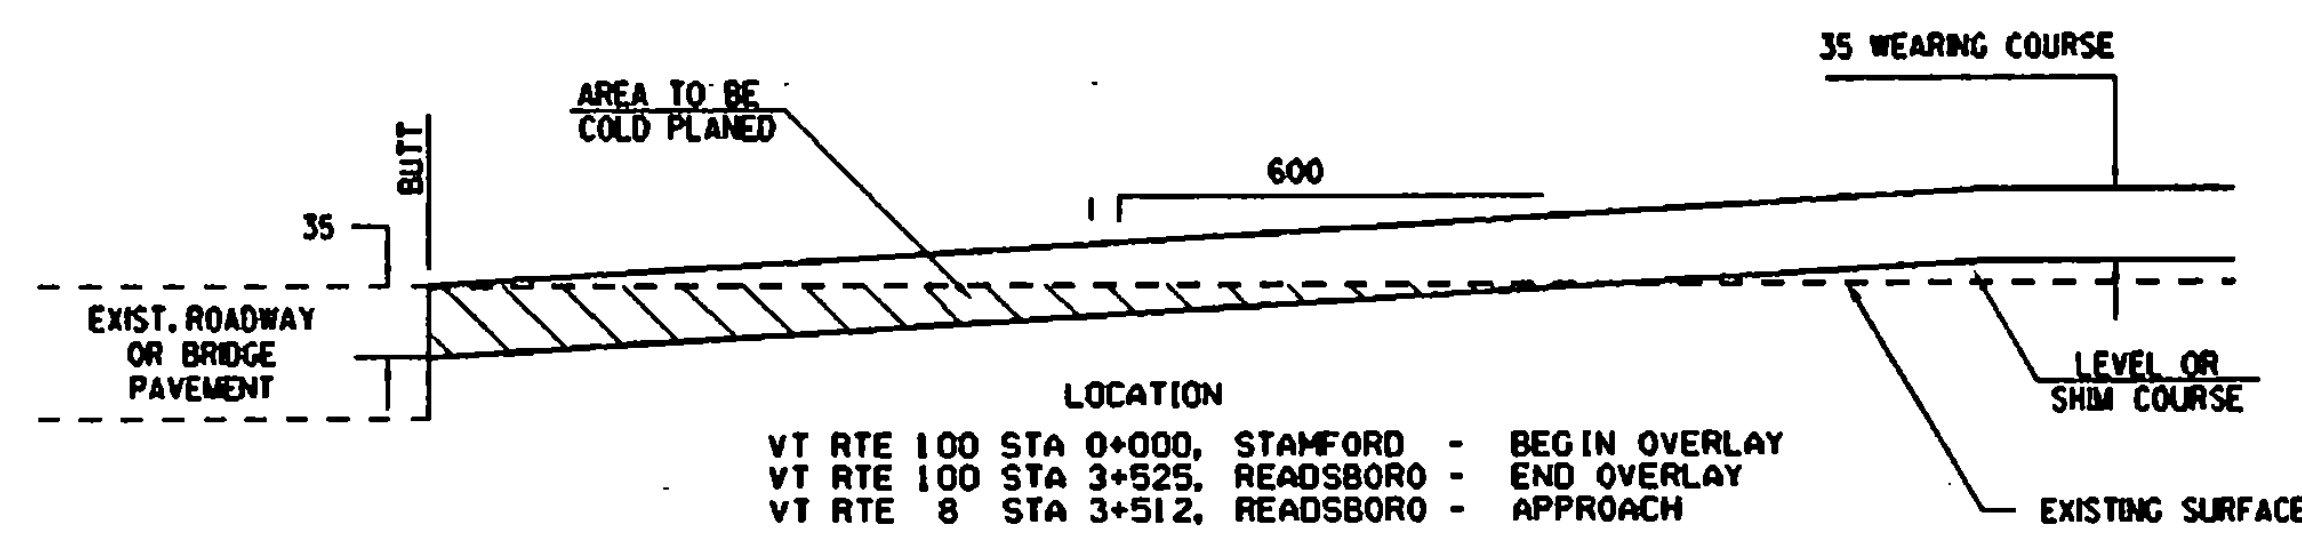 35 WEARING COURSE
AREA TO BE
COLD PLANED
BUTT
1 600
35
EXIST. ROADWAY
OR BRIDGE
PAVEMENT
LEVEL OR
SHIM COURSE
LOCATION
VT RTE 100 STA 0+000, STAMFORD - BEGIN OVERLAY
VT RTE 100 STA 3+525, READSBORO - END OVERLAY
VT RTE 8 STA 3+512, READSBORO - APPROACH
EXISTING SURFACE